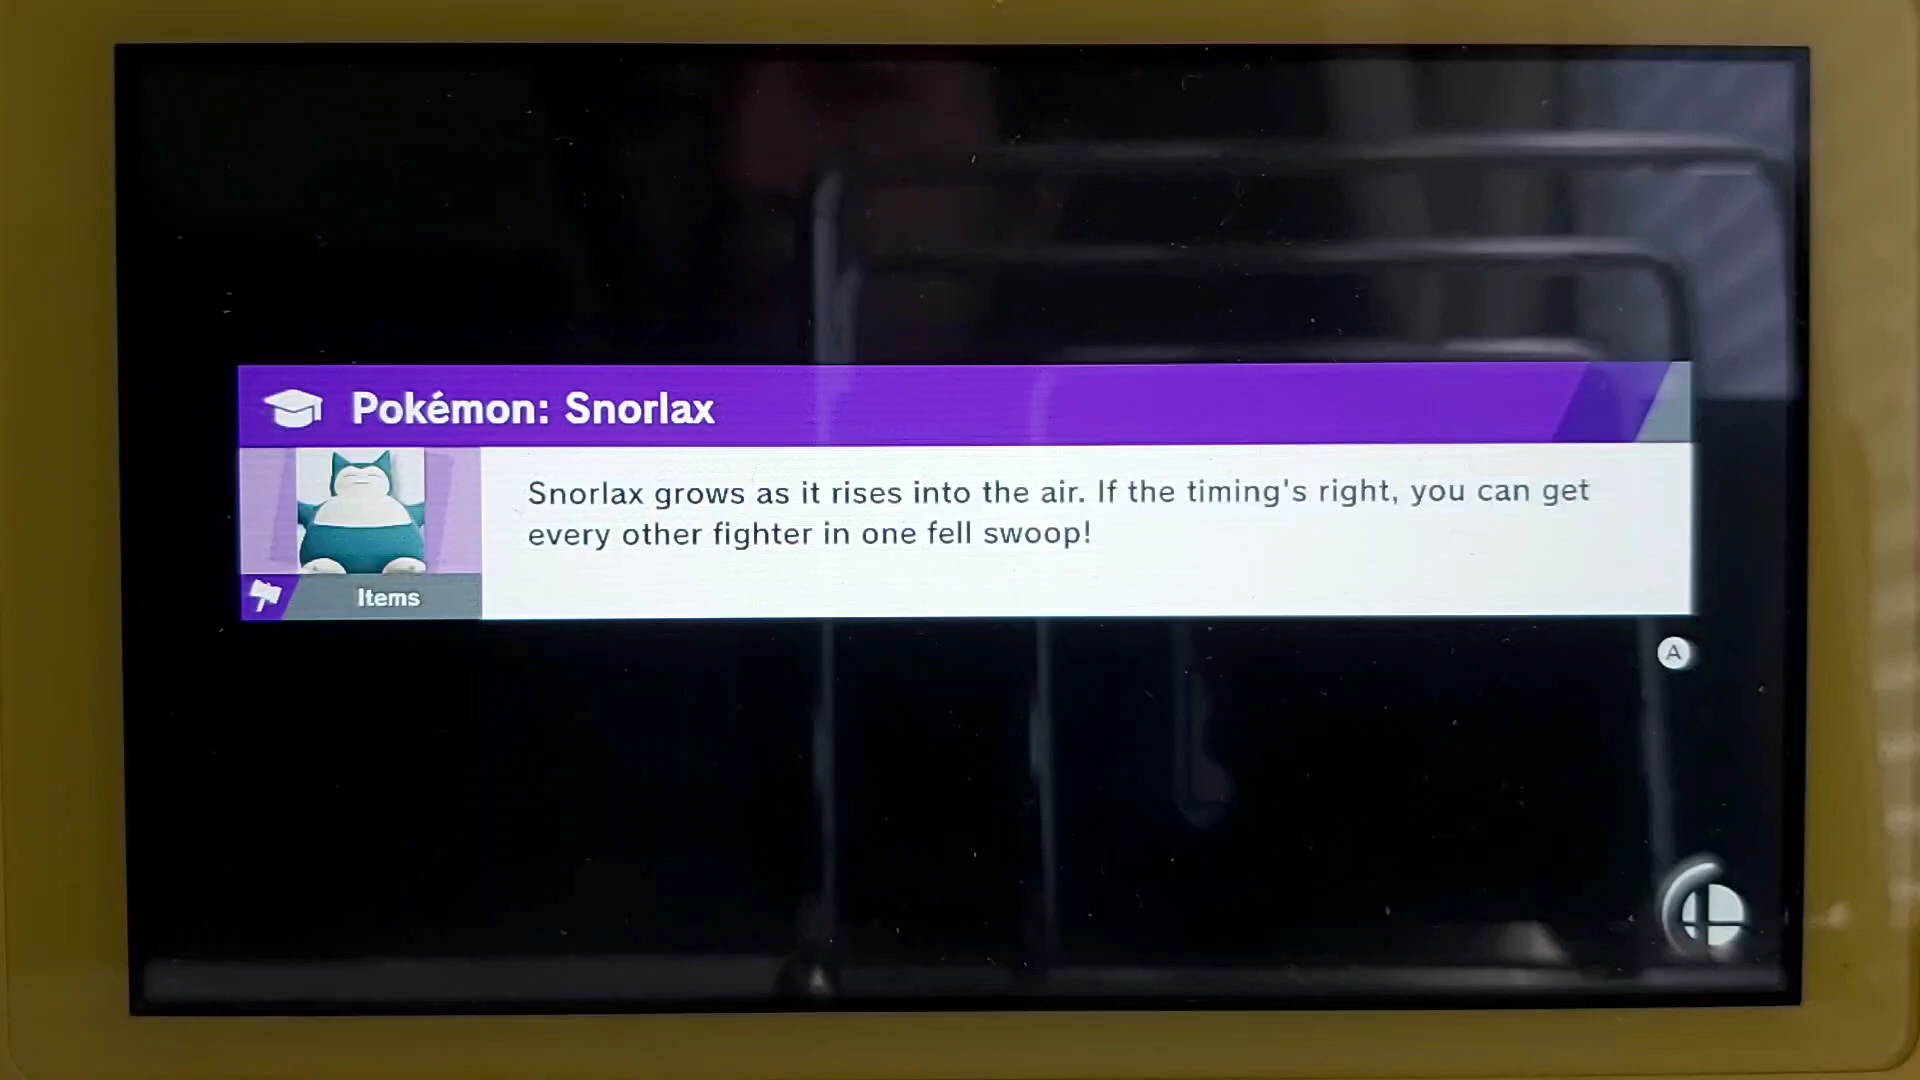 Pokémon: Snorlax
Snorlax grows as it rises into the air. If the timing's right, you can get
every other fighter in one fell swoop!
Items
A